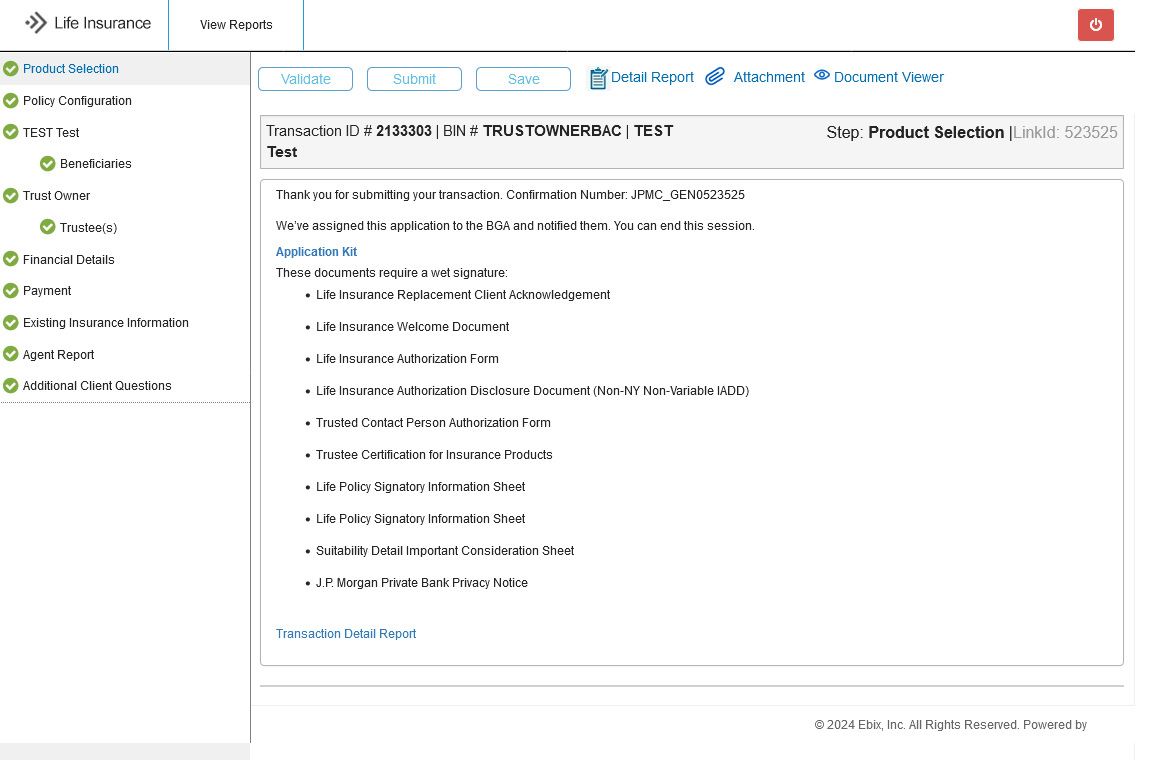 Life Insurance
View Reports
Product Selection
Policy Configuration
TEST Test
Beneficiaries
Trust Owner
Trustee(s)
Financial Details
Payment
Existing Insurance Information
Agent Report
Additional Client Questions
Validate
Submit
Save
Detail Report
Attachment
Document Viewer
Transaction ID # 2133303 | BIN # TRUSTOWNERBAC | TEST
Test
Step: Product Selection |LinkId: 523525
Thank you for submitting your transaction. Confirmation Number: JPMC_GEN0523525
We've assigned this application to the BGA and notified them. You can end this session.
Application Kit
These documents require a wet signature:
• Life Insurance Replacement Client Acknowledgement
• Life Insurance Welcome Document
• Life Insurance Authorization Form
• Life Insurance Authorization Disclosure Document (Non-NY Non-Variable IADD)
• Trusted Contact Person Authorization Form
• Trustee Certification for Insurance Products
• Life Policy Signatory Information Sheet
• Life Policy Signatory Information Sheet
• Suitability Detail Important Consideration Sheet
• J.P. Morgan Private Bank Privacy Notice
Transaction Detail Report
© 2024 Ebix, Inc. All Rights Reserved. Powered by